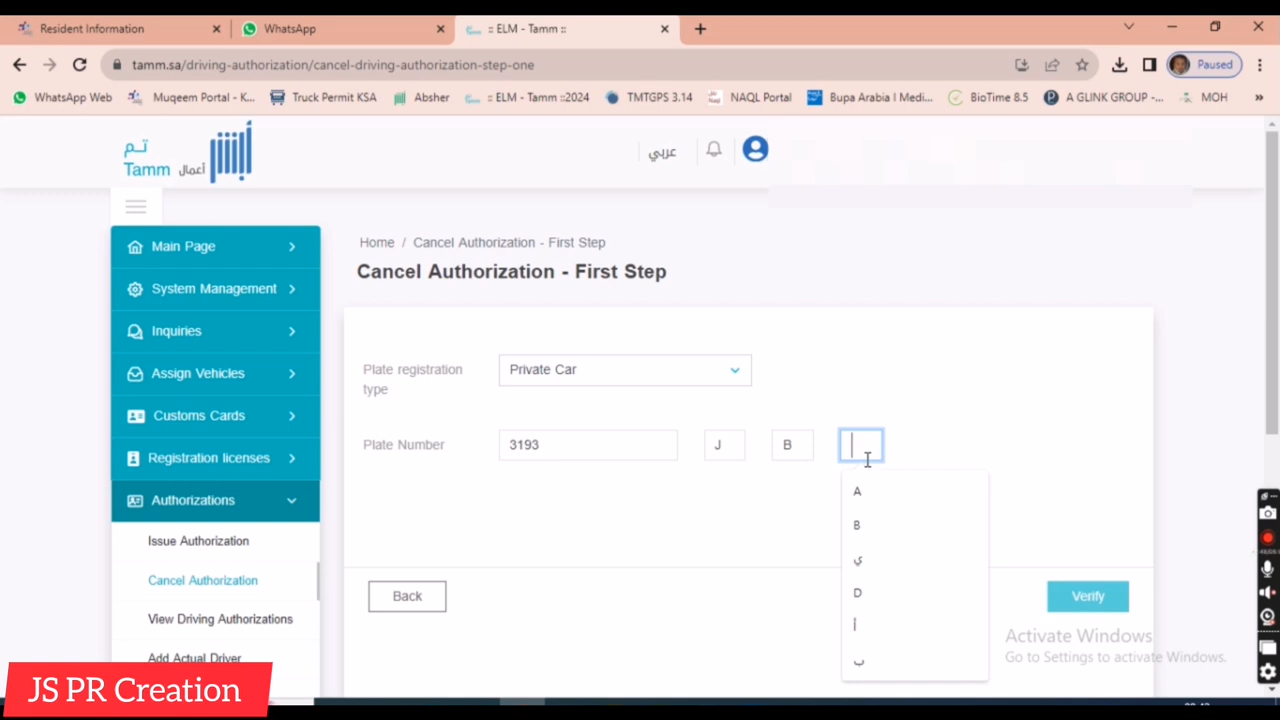 Resident Information
WhatsApp
:: ELM - Tamm ::
tamm.sa/driving-authorization/cancel-driving-authorization-step-one
Paused
WhatsApp Web
Muqeem Portal - K...
Truck Permit KSA
Absher
:: ELM - Tamm ::2024
TMTGPS 3.14
NAQL Portal
Bupa Arabia I Medi...
BioTime 8.5
A GLINK GROUP -...
MOH
»
تم
Tamm
أعمال
أبشر
عربي
Main Page
System Management
Inquiries
Assign Vehicles
Customs Cards
Registration licenses
Authorizations
Issue Authorization
Cancel Authorization
View Driving Authorizations
Add Actual Driver
Home / Cancel Authorization - First Step
Cancel Authorization - First Step
Plate registration
type
Private Car
Plate Number
3193
J
B
A
B
ي
D
أ
ب
Back
Verify
Activate Windows
Go to Settings to activate Windows.
JS PR Creation